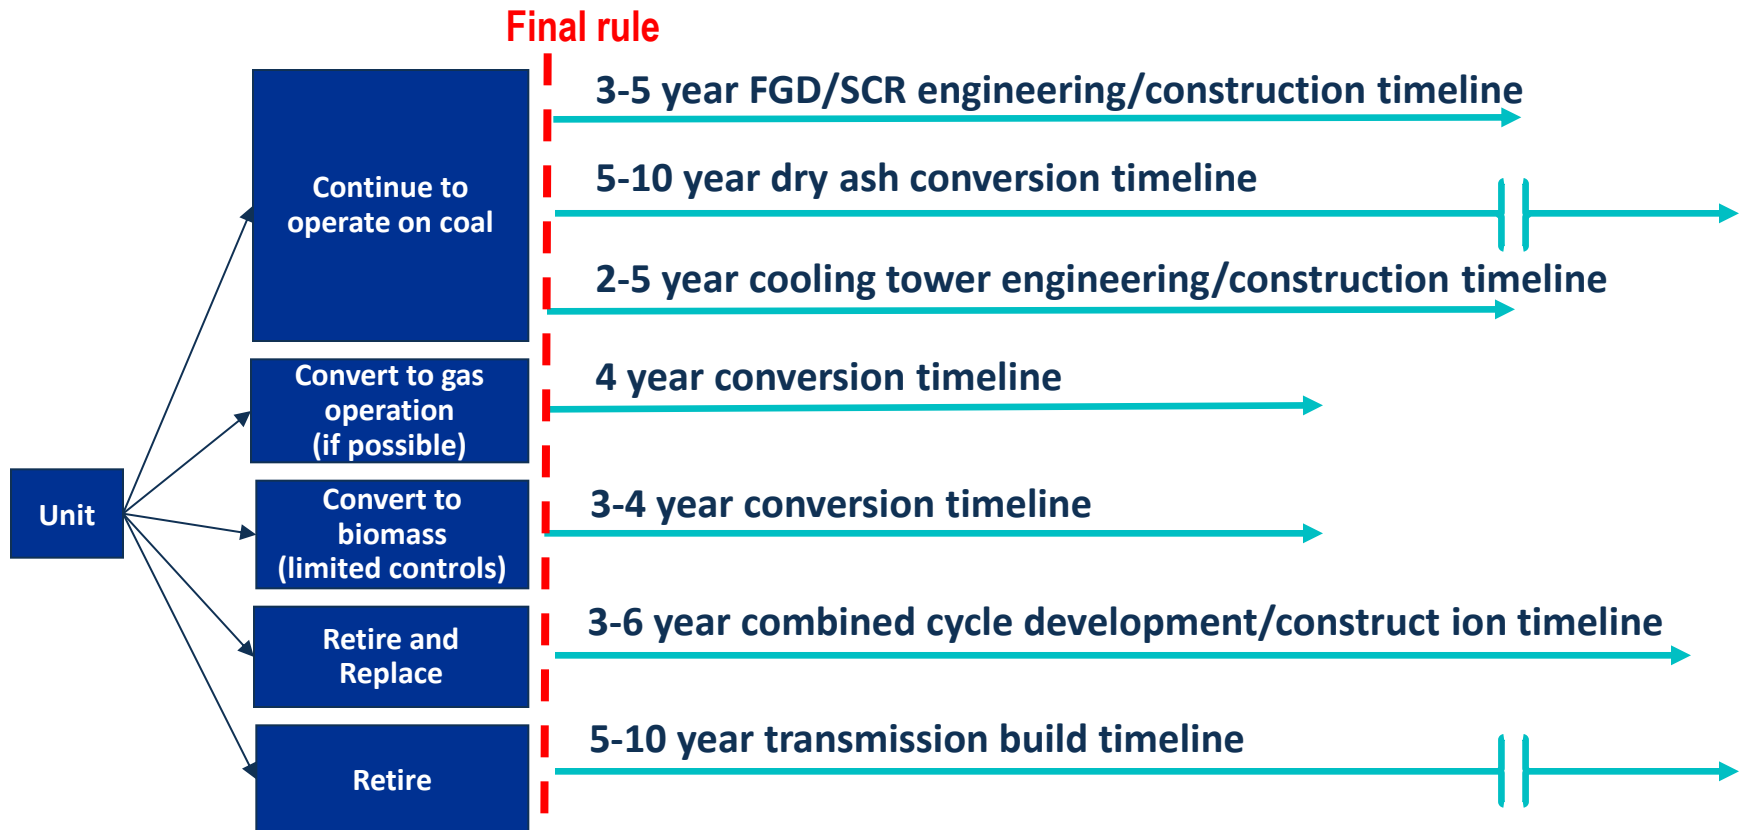 Final rule
3-5 year FGD/SCR engineering/construction timeline
5-10 year dry ash conversion timeline
Continue to
operate on coal
2-5 year cooling tower engineering/construction timeline
Convert to gas
operation
(if possible)
4 year conversion timeline
Unit
Convert to
biomass
(limited controls)
3-4 year conversion timeline
Retire and
Replace
3-6 year combined cycle development/construct ion timeline
Retire
5-10 year transmission build timeline